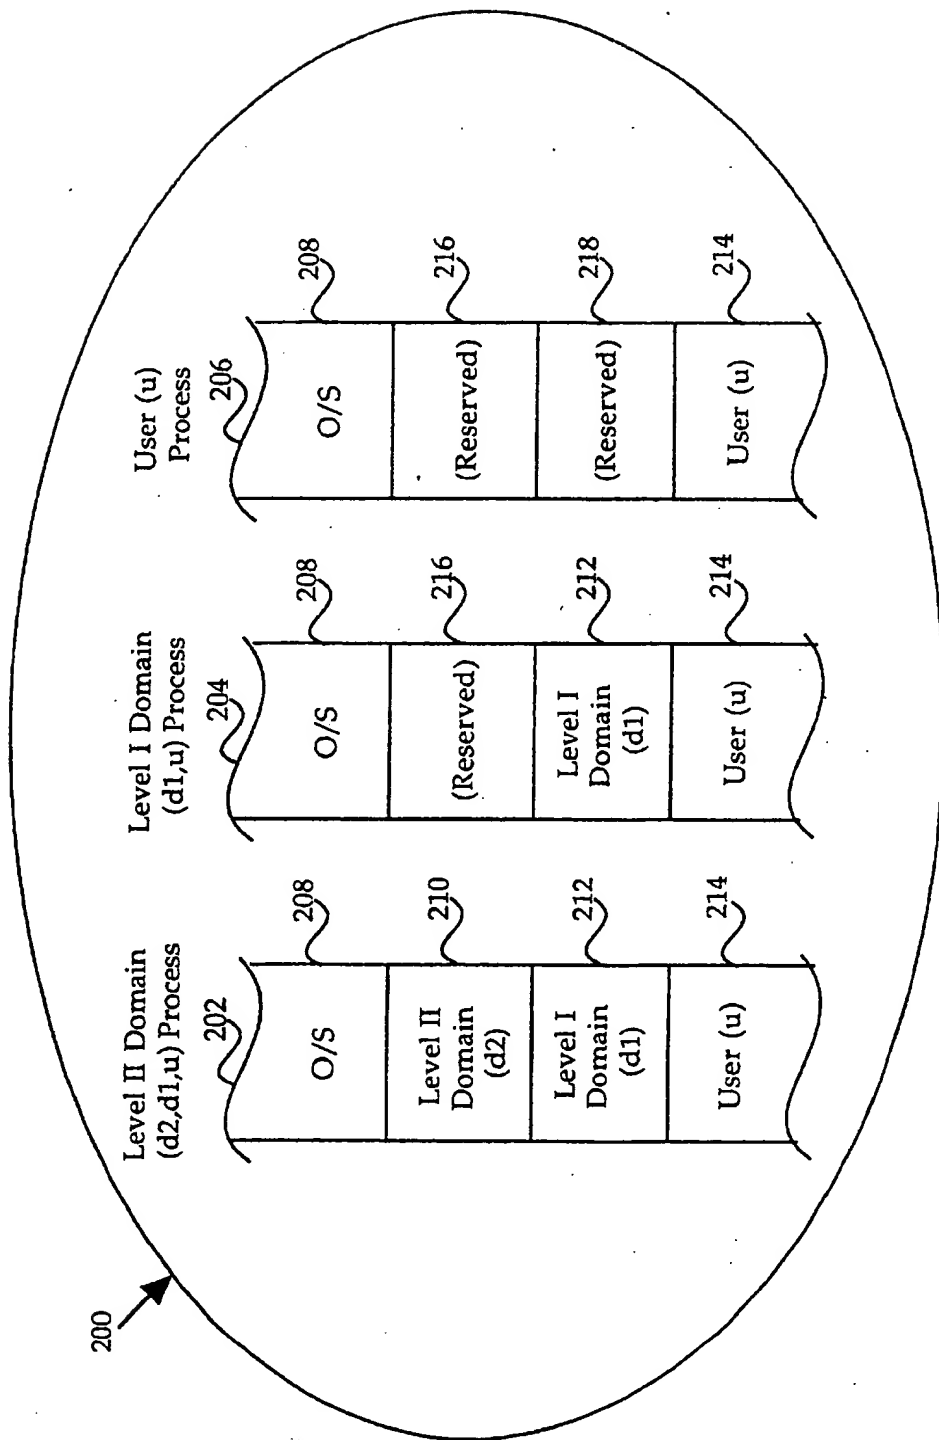 200
Level II Domain
(d2,d1,u) Process
202
O/S
208
Level II
Domain
(d2)
210
Level I
Domain
(d1)
212
User (u)
214
Level I Domain
(d1,u) Process
204
O/S
208
(Reserved)
216
Level I
Domain
(d1)
212
User (u)
214
User (u)
Process
206
O/S
208
(Reserved)
216
(Reserved)
218
User (u)
214